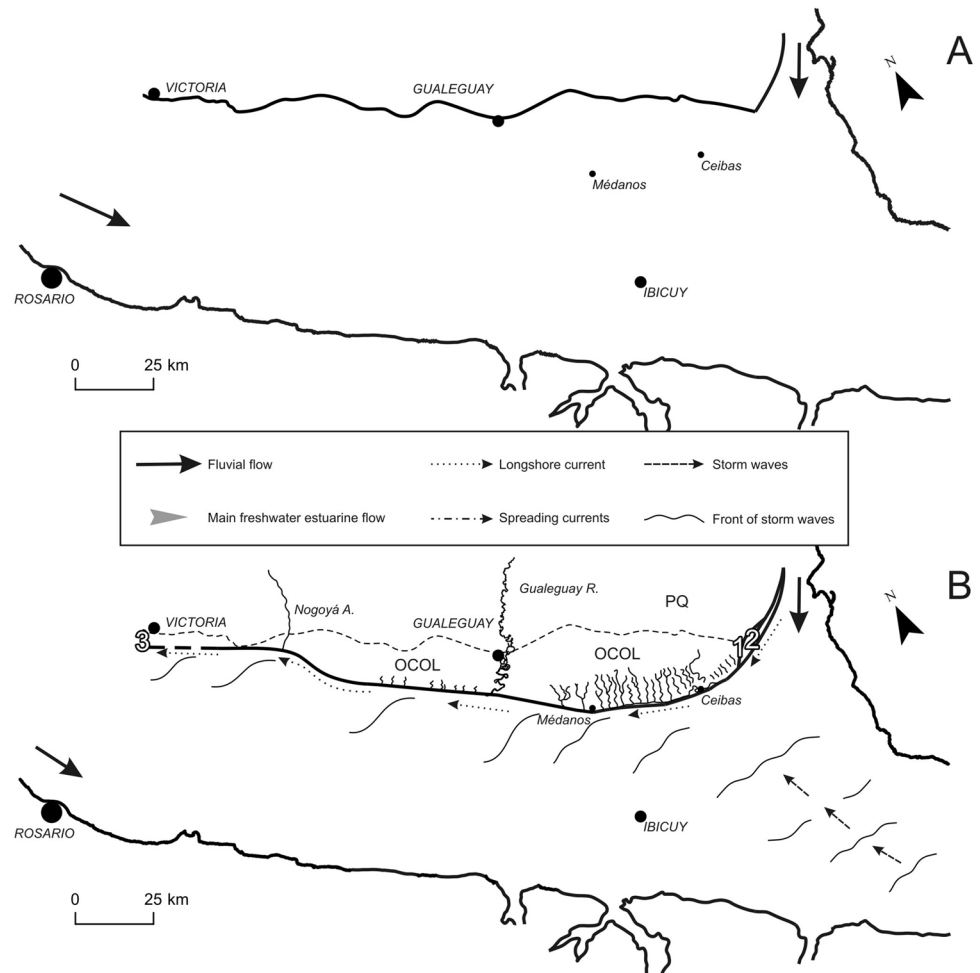 A
N
VICTORIA
GUALEGUAY
Ceibas
Médanos
ROSARIO
IBICUY
0 25 km
Fluvial flow
Longshore current
Storm waves
Main freshwater estuarine flow
Spreading currents
Front of storm waves
B
N
Gualeguay R.
PQ
Nogoyá A.
VICTORIA
GUALEGUAY
3
12
OCOL
OCOL
Ceibas
Médanos
ROSARIO
IBICUY
0 25 km